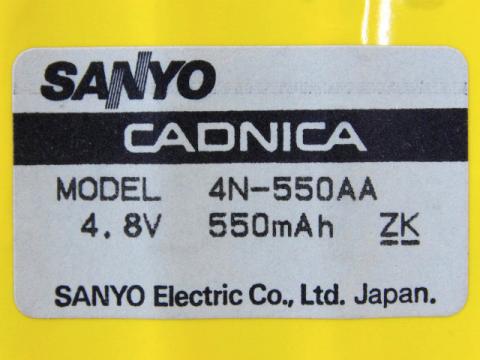 SANYO
CADNICA
MODEL 4N-550AA
4.8V 550mAh ZK
SANYO Electric Co., Ltd. Japan.